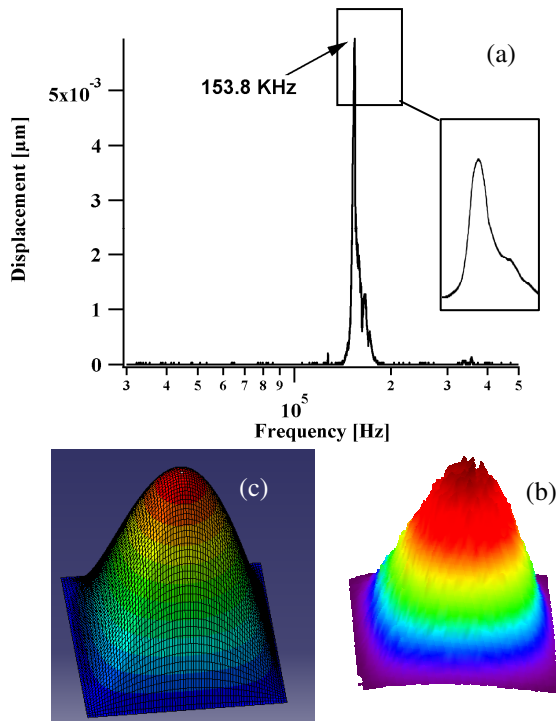 (a)
153.8 KHz
Displacement [µm]
5x10⁻³
4
3
2
1
0
3 4 5 6 7 8 9 10⁵ 2 3 4 5
Frequency [Hz]
(c)
(b)